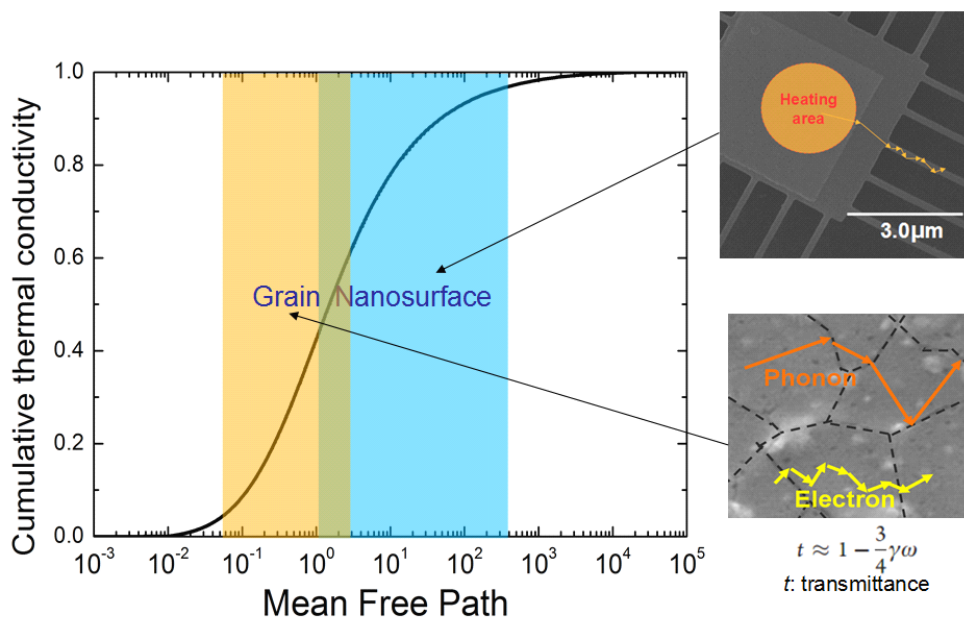 1.0
0.8
0.6
0.4
0.2
0.0
Cumulative thermal conductivity
10⁻³ 10⁻² 10⁻¹ 10⁰ 10¹ 10² 10³ 10⁴ 10⁵
Mean Free Path
Grain Nanosurface
Heating
area
3.0μm
Phonon
Electron
t ≈ 1 − 3/4 γω
t: transmittance